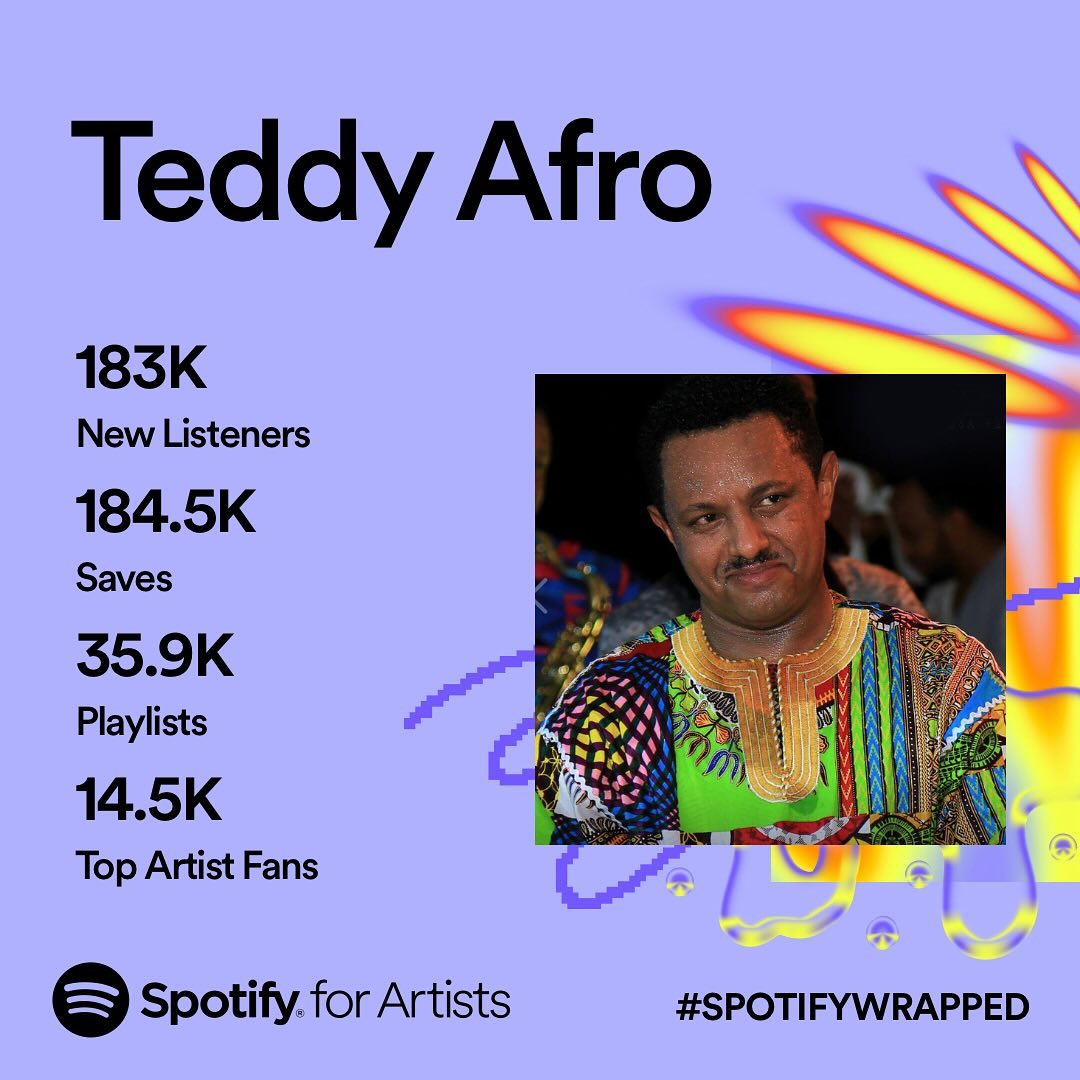 Teddy Afro
183K
New Listeners
184.5K
Saves
35.9K
Playlists
14.5K
Top Artist Fans
Spotify® for Artists
#SPOTIFYWRAPPED